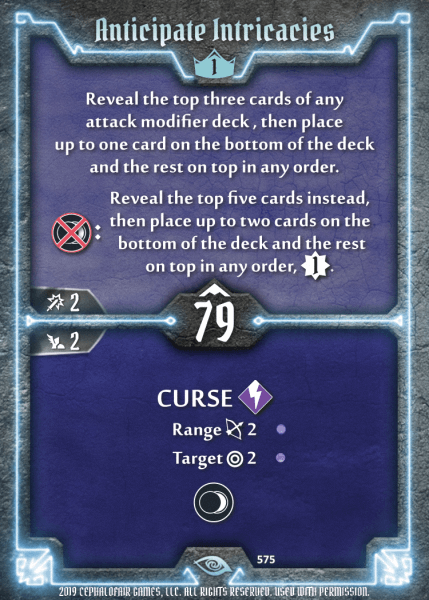 Anticipate Intricacies
1
Reveal the top three cards of any
attack modifier deck , then place
up to one card on the bottom of the deck
and the rest on top in any order.
Reveal the top five cards instead,
: then place up to two cards on the
bottom of the deck and the rest
on top in any order, 1.
2
79
2
CURSE
Range 2
Target 2
575
2019 CEPHALOFAIR GAMES, LLC. ALL RIGHTS RESERVED. USED WITH PERMISSION.